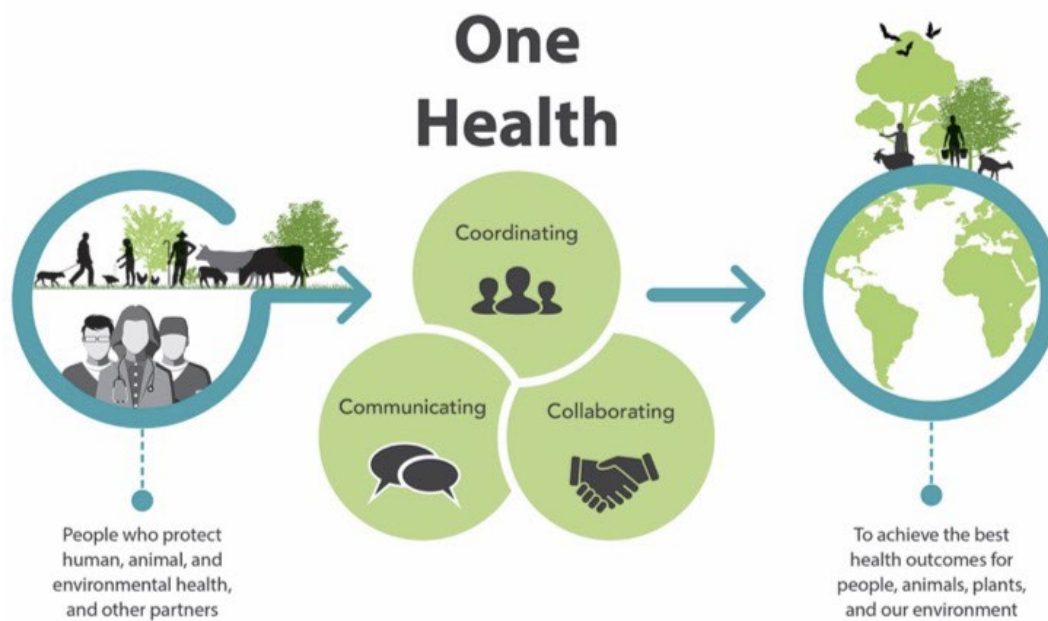 One
Health
Coordinating
Communicating
Collaborating
People who protect
human, animal, and
environmental health,
and other partners
To achieve the best
health outcomes for
people, animals, plants,
and our environment